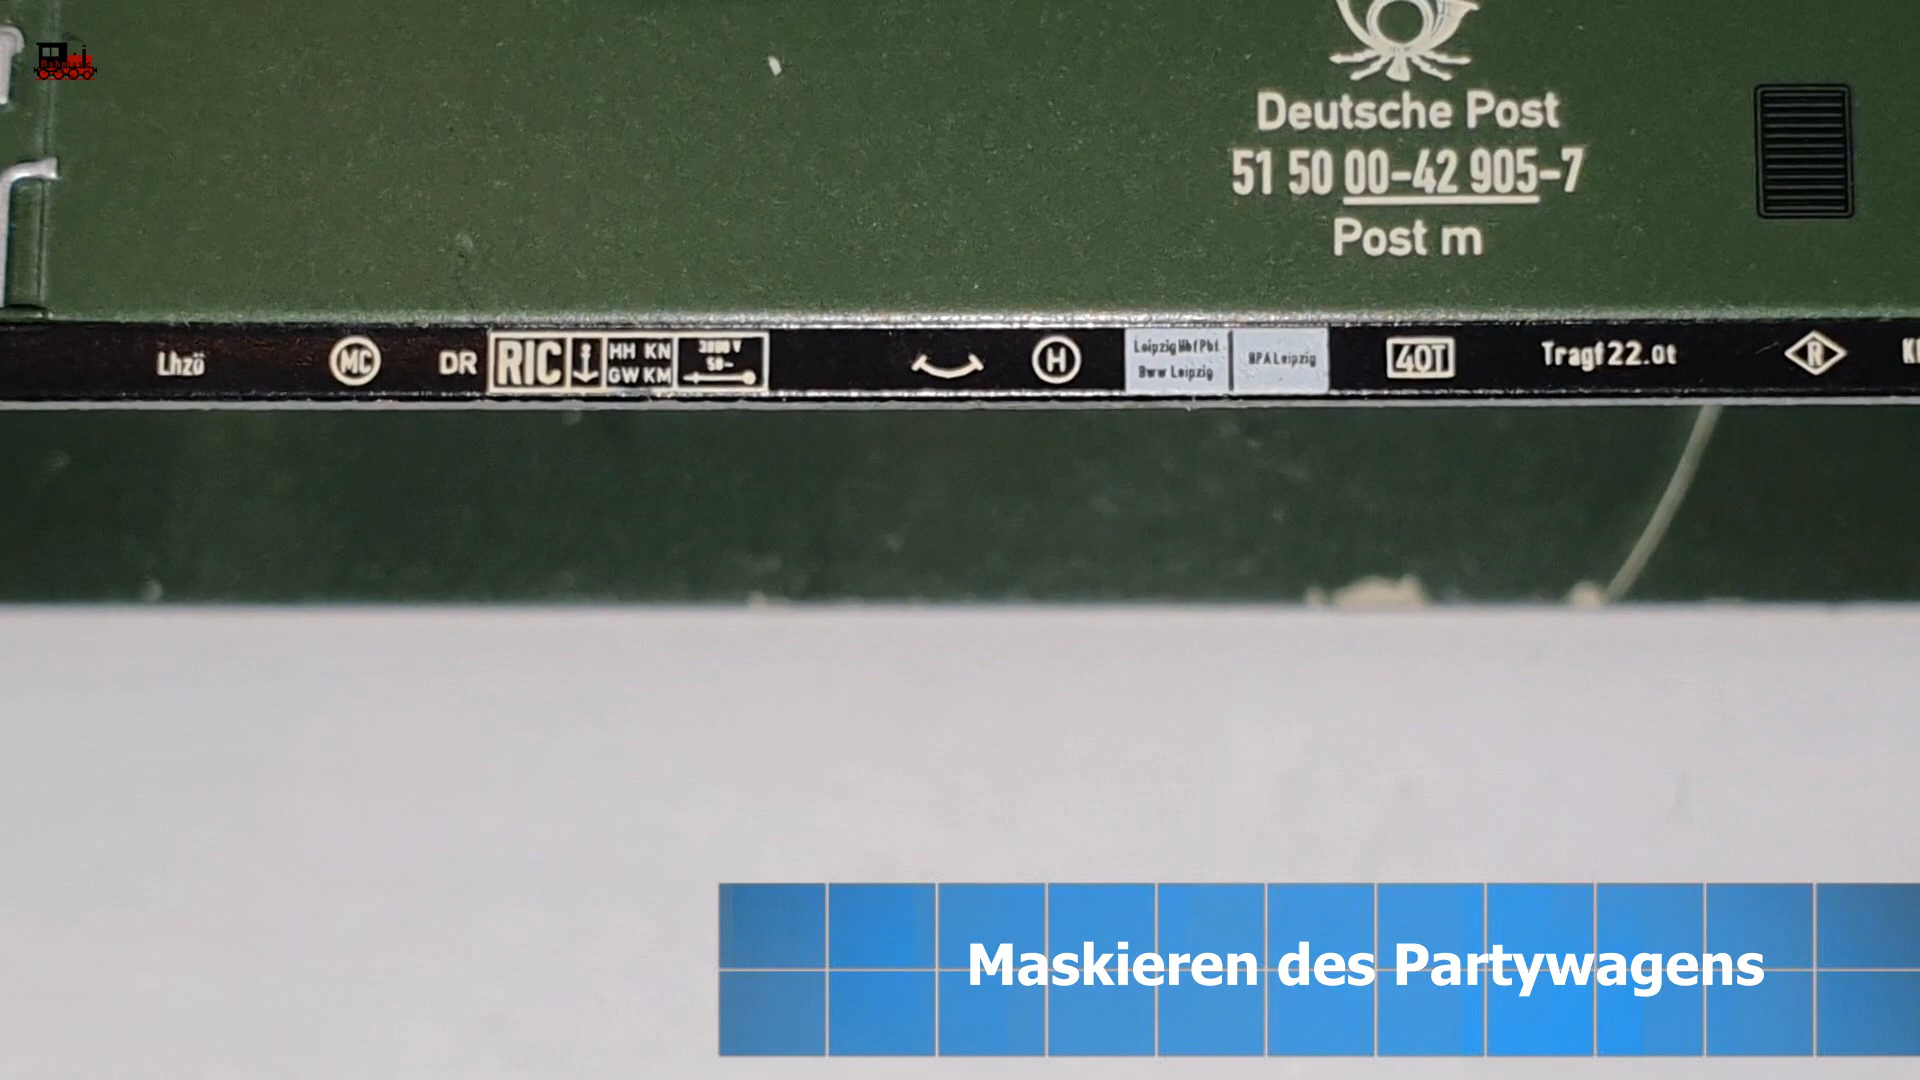 Deutsche Post
51 50 00-42 905-7
Post m
Lhzö MC DR RIC HH KN GW KM 50~ H Leipzig Hbf Pbf Bww Leipzig BPA Leipzig 40T Tragf 22.0t R
Maskieren des Partywagens